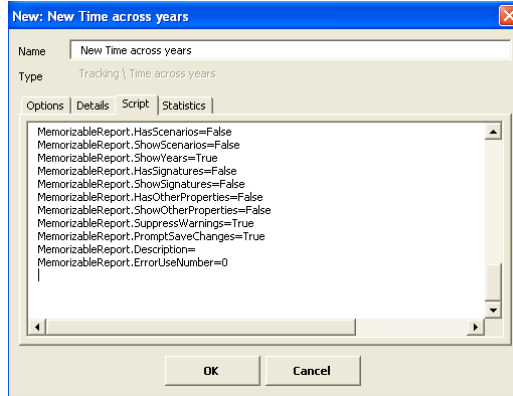 New: New Time across years
Name New Time across years
Type Tracking \ Time across years
Options Details Script Statistics
MemorizableReport.HasScenarios=False
MemorizableReport.ShowScenarios=False
MemorizableReport.ShowYears=True
MemorizableReport.HasSignatures=False
MemorizableReport.ShowSignatures=False
MemorizableReport.HasOtherProperties=False
MemorizableReport.ShowOtherProperties=False
MemorizableReport.SuppressWarnings=True
MemorizableReport.PromptSaveChanges=True
MemorizableReport.Description=
MemorizableReport.ErrorUseNumber=0
OK Cancel